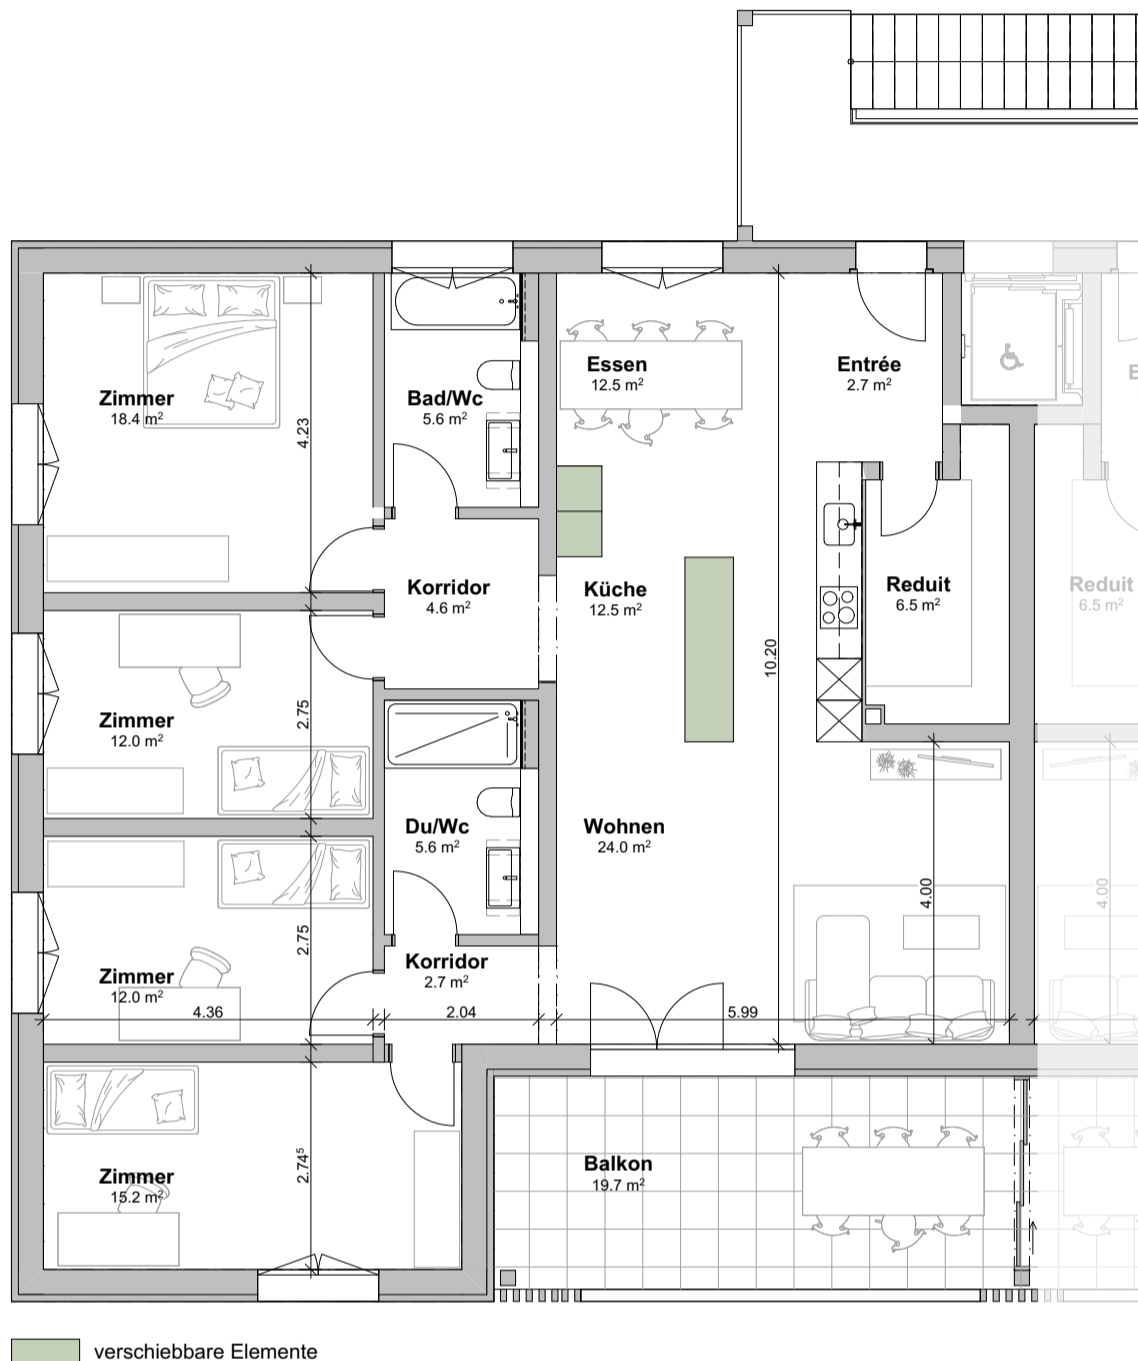 Essen
12.5 m²
Entrée
2.7 m²
E
Zimmer
18.4 m²
Bad/Wc
5.6 m²
4.23
Korridor
4.6 m²
Küche
12.5 m²
Reduit
6.5 m²
Reduit
6.5 m²
10.20
Zimmer
12.0 m²
2.75
Du/Wc
5.6 m²
Wohnen
24.0 m²
4.00
4.00
2.75
Korridor
2.7 m²
Zimmer
12.0 m²
4.36
2.04
5.99
Zimmer
15.2 m²
2.74⁵
Balkon
19.7 m²
verschiebbare Elemente